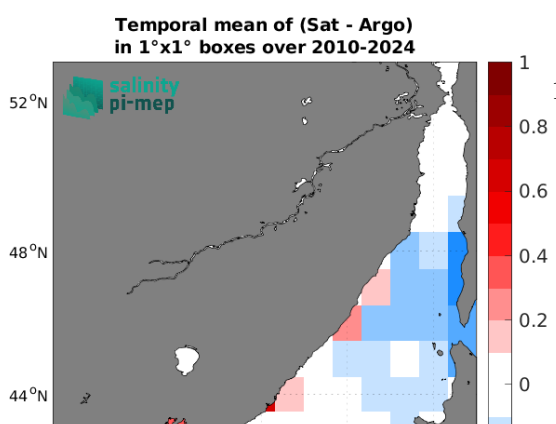 Temporal mean of (Sat - Argo)
in 1°x1° boxes over 2010-2024
salinity
pi-mep
52°N
48°N
44°N
1
0.8
0.6
0.4
0.2
0